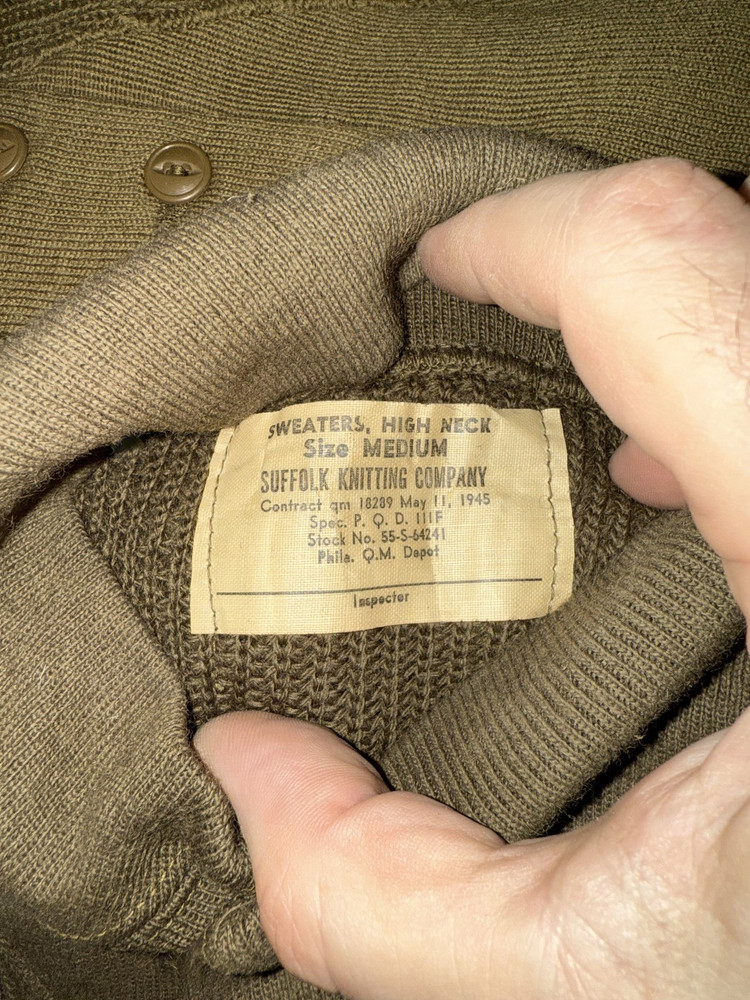 SWEATERS, HIGH NECK
Size MEDIUM
SUFFOLK KNITTING COMPANY
Contract qm 18289 May 11, 1945
Spec. P. Q. D. 111F
Stock No. 55-S-64241
Phila. Q.M. Depot
Inspector